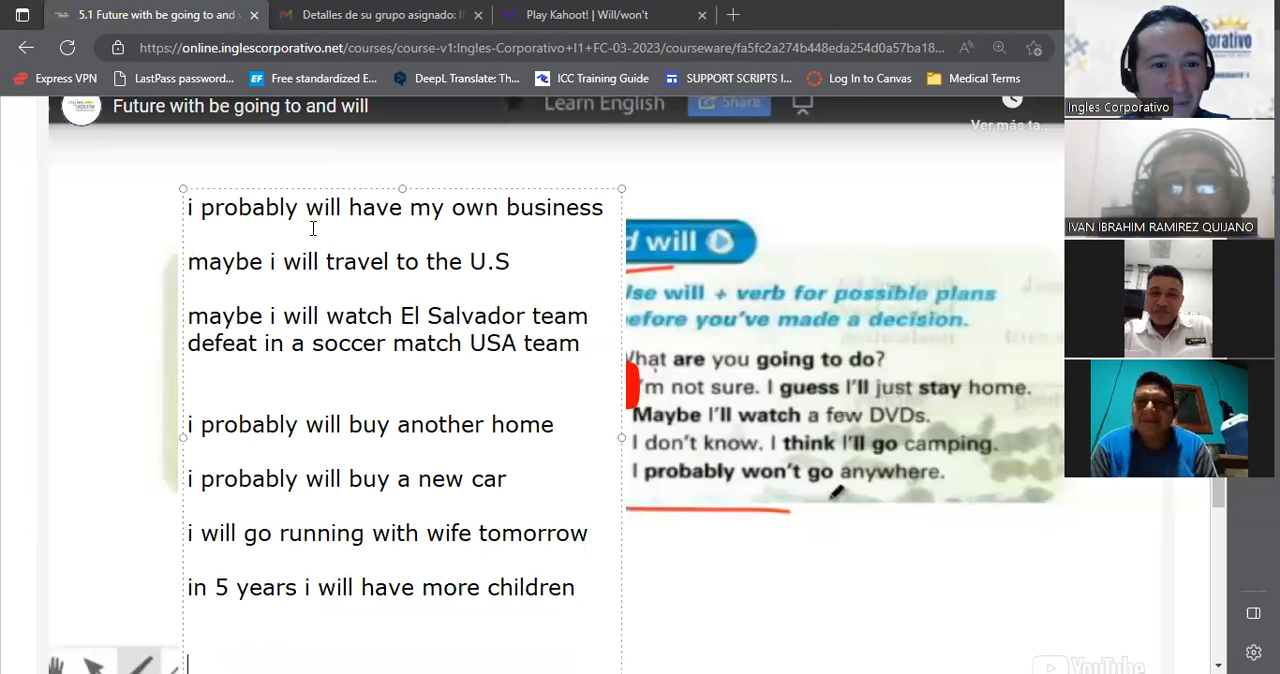 5.1 Future with be going to and
Detalles de su grupo asignado: I
Play Kahoot! | Will/won't
https://online.inglescorporativo.net/courses/course-v1:Ingles-Corporativo+I1+FC-03-2023/courseware/fa5fc2a274b448eda254d0a57ba18...
Express VPN
LastPass password...
Free standardized E...
DeepL Translate: Th...
ICC Training Guide
SUPPORT SCRIPTS I...
Log In to Canvas
Medical Terms
Future with be going to and will
Learn English
Share
Ver más ta...
i probably will have my own business
maybe i will travel to the U.S
maybe i will watch El Salvador team
defeat in a soccer match USA team
i probably will buy another home
i probably will buy a new car
i will go running with wife tomorrow
in 5 years i will have more children
d will
Use will + verb for possible plans
before you've made a decision.
What are you going to do?
I'm not sure. I guess I'll just stay home.
Maybe I'll watch a few DVDs.
I don't know. I think I'll go camping.
I probably won't go anywhere.
YouTube
Ingles Corporativo
IVAN IBRAHIM RAMIREZ QUIJANO